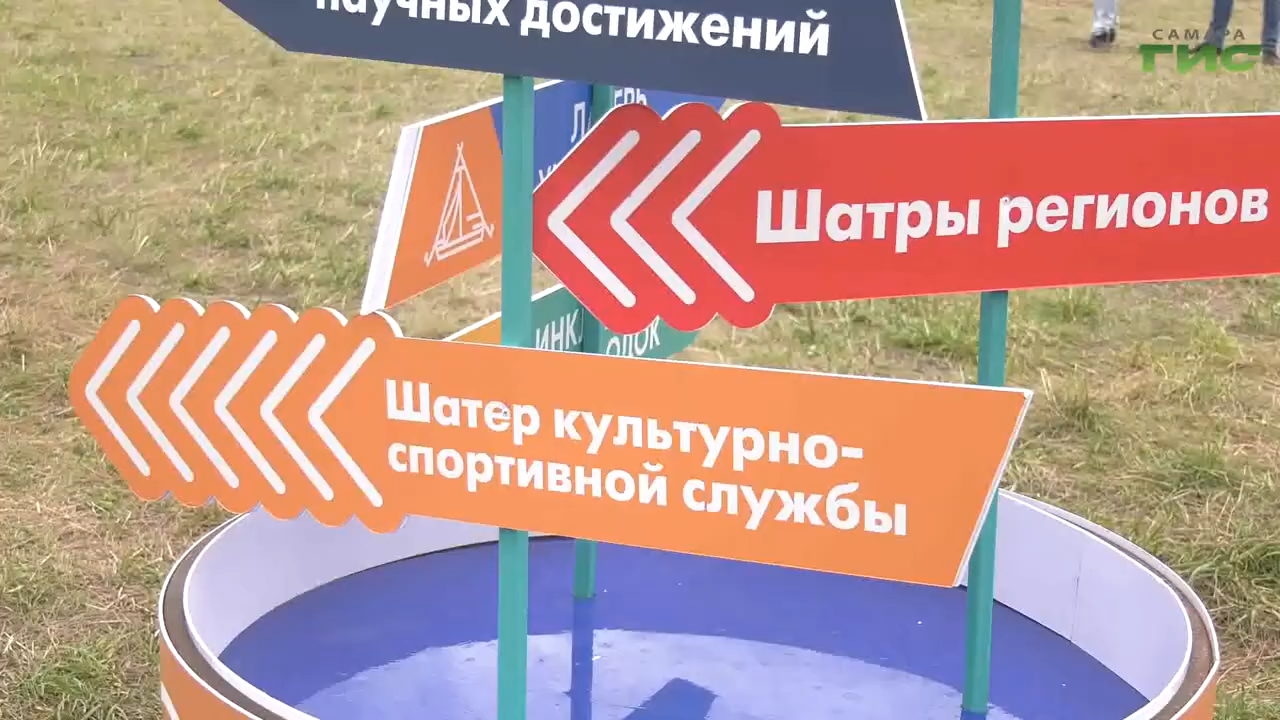 научных достижений
САМАРА
ГИС
Шатры регионов
Шатер культурно-
спортивной службы